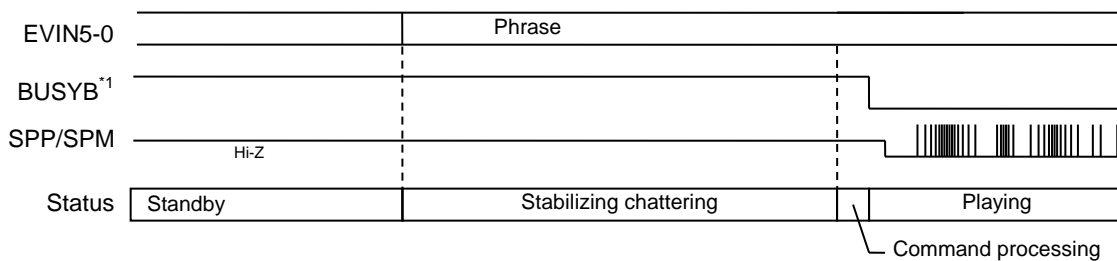 EVIN5-0
Phrase
BUSYB*1
SPP/SPM
Hi-Z
Status
Standby
Stabilizing chattering
Playing
Command processing